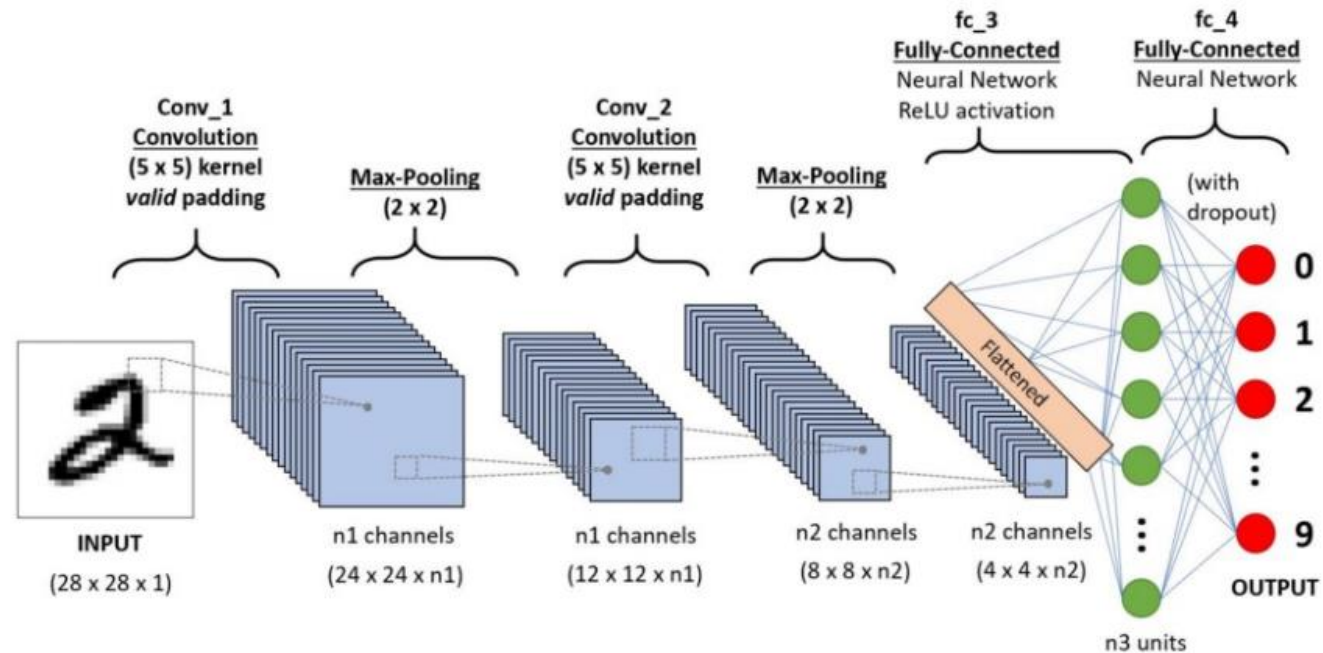 fc_3
Fully-Connected
Neural Network
ReLU activation
fc_4
Fully-Connected
Neural Network
Conv_1
Convolution
(5 x 5) kernel
valid padding
Max-Pooling
(2 x 2)
Conv_2
Convolution
(5 x 5) kernel
valid padding
Max-Pooling
(2 x 2)
(with
dropout)
Flattened
0
1
2
9
OUTPUT
INPUT
(28 x 28 x 1)
n1 channels
(24 x 24 x n1)
n1 channels
(12 x 12 x n1)
n2 channels
(8 x 8 x n2)
n2 channels
(4 x 4 x n2)
n3 units
2